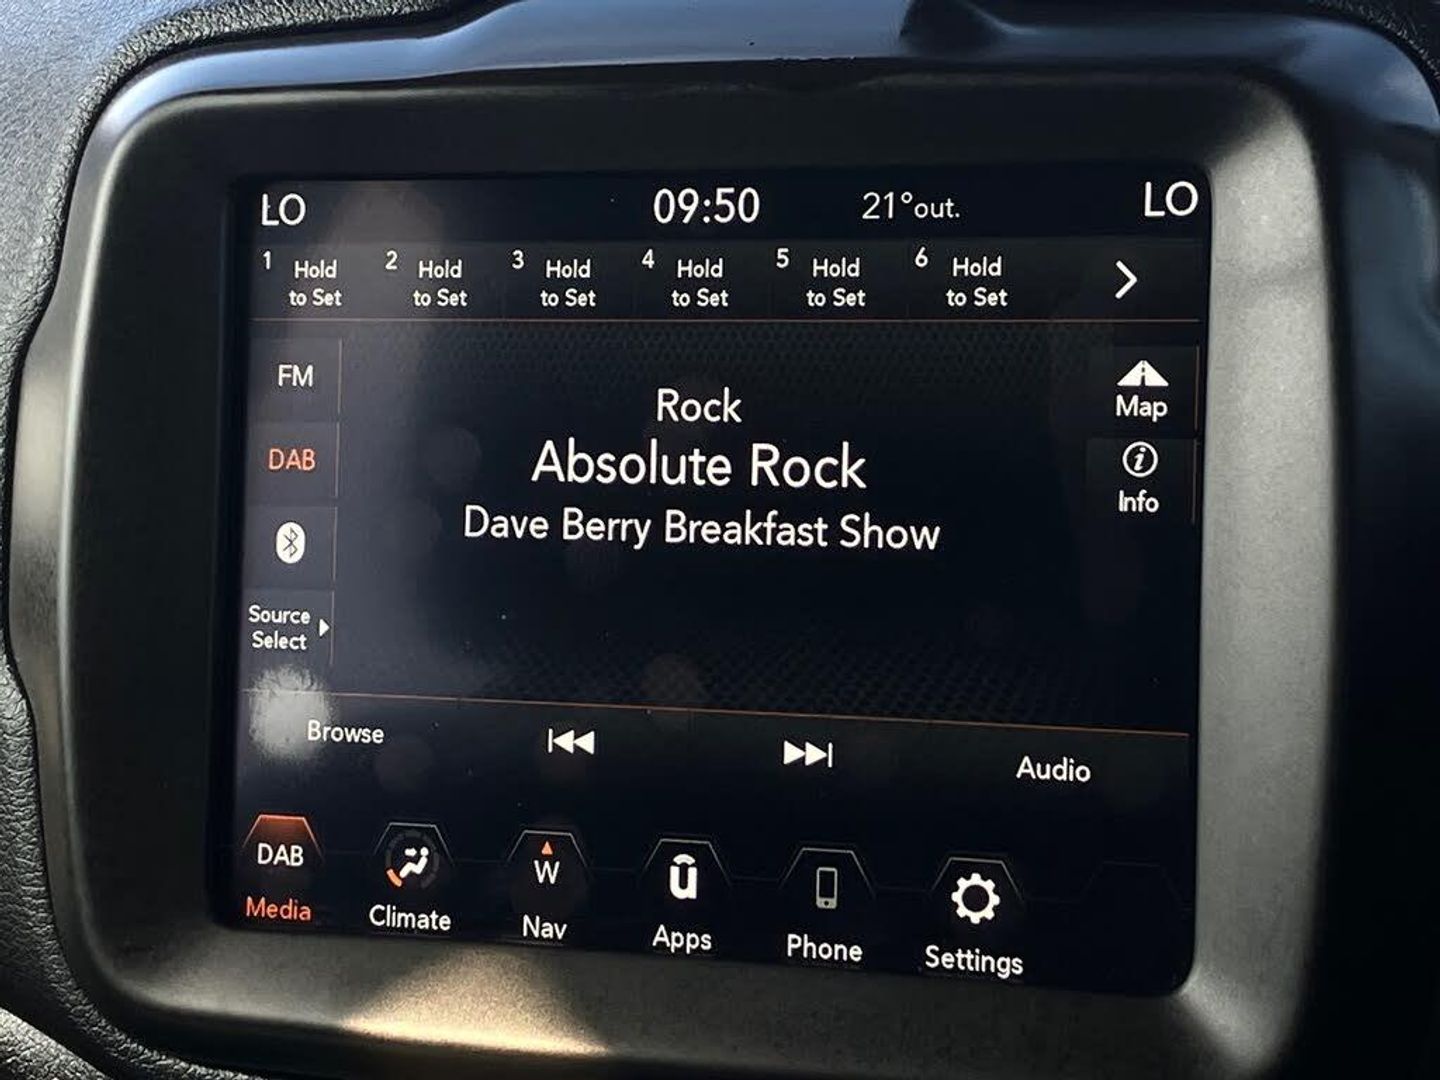 LO 09:50 21°out. LO
1 Hold to Set
2 Hold to Set
3 Hold to Set
4 Hold to Set
5 Hold to Set
6 Hold to Set
FM
DAB
Source
Select
Rock
Absolute Rock
Dave Berry Breakfast Show
Map
i
Info
Browse
Audio
DAB
Media
Climate
W
Nav
û
Apps
Phone
Settings